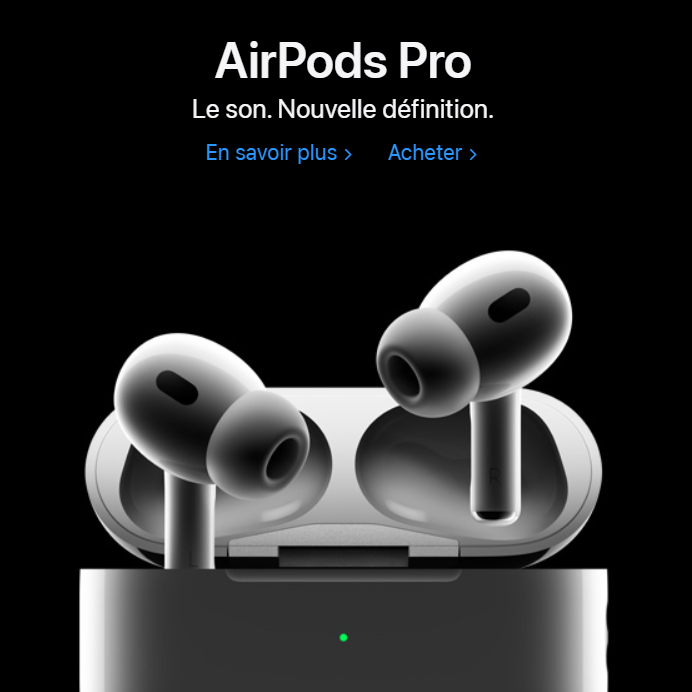 AirPods Pro
Le son. Nouvelle définition.
En savoir plus > Acheter >
R